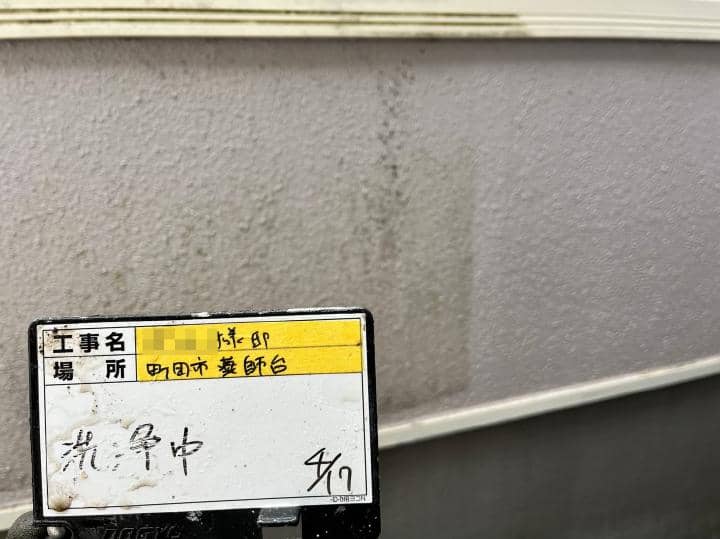 工事名 様邸
場所 町田市薬師台
洗浄中
4/17